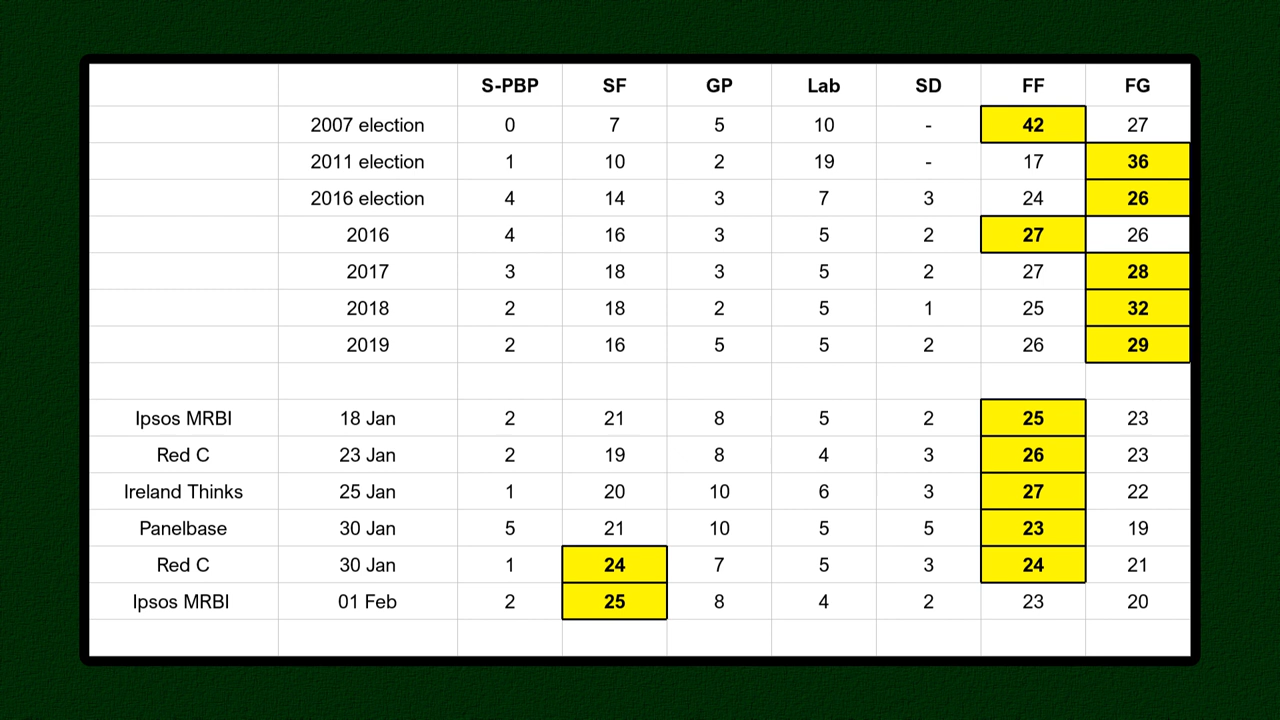 S-PBP SF GP Lab SD FF FG
2007 election 0 7 5 10 - 42 27
2011 election 1 10 2 19 - 17 36
2016 election 4 14 3 7 3 24 26
2016 4 16 3 5 2 27 26
2017 3 18 3 5 2 27 28
2018 2 18 2 5 1 25 32
2019 2 16 5 5 2 26 29
Ipsos MRBI 18 Jan 2 21 8 5 2 25 23
Red C 23 Jan 2 19 8 4 3 26 23
Ireland Thinks 25 Jan 1 20 10 6 3 27 22
Panelbase 30 Jan 5 21 10 5 5 23 19
Red C 30 Jan 1 24 7 5 3 24 21
Ipsos MRBI 01 Feb 2 25 8 4 2 23 20